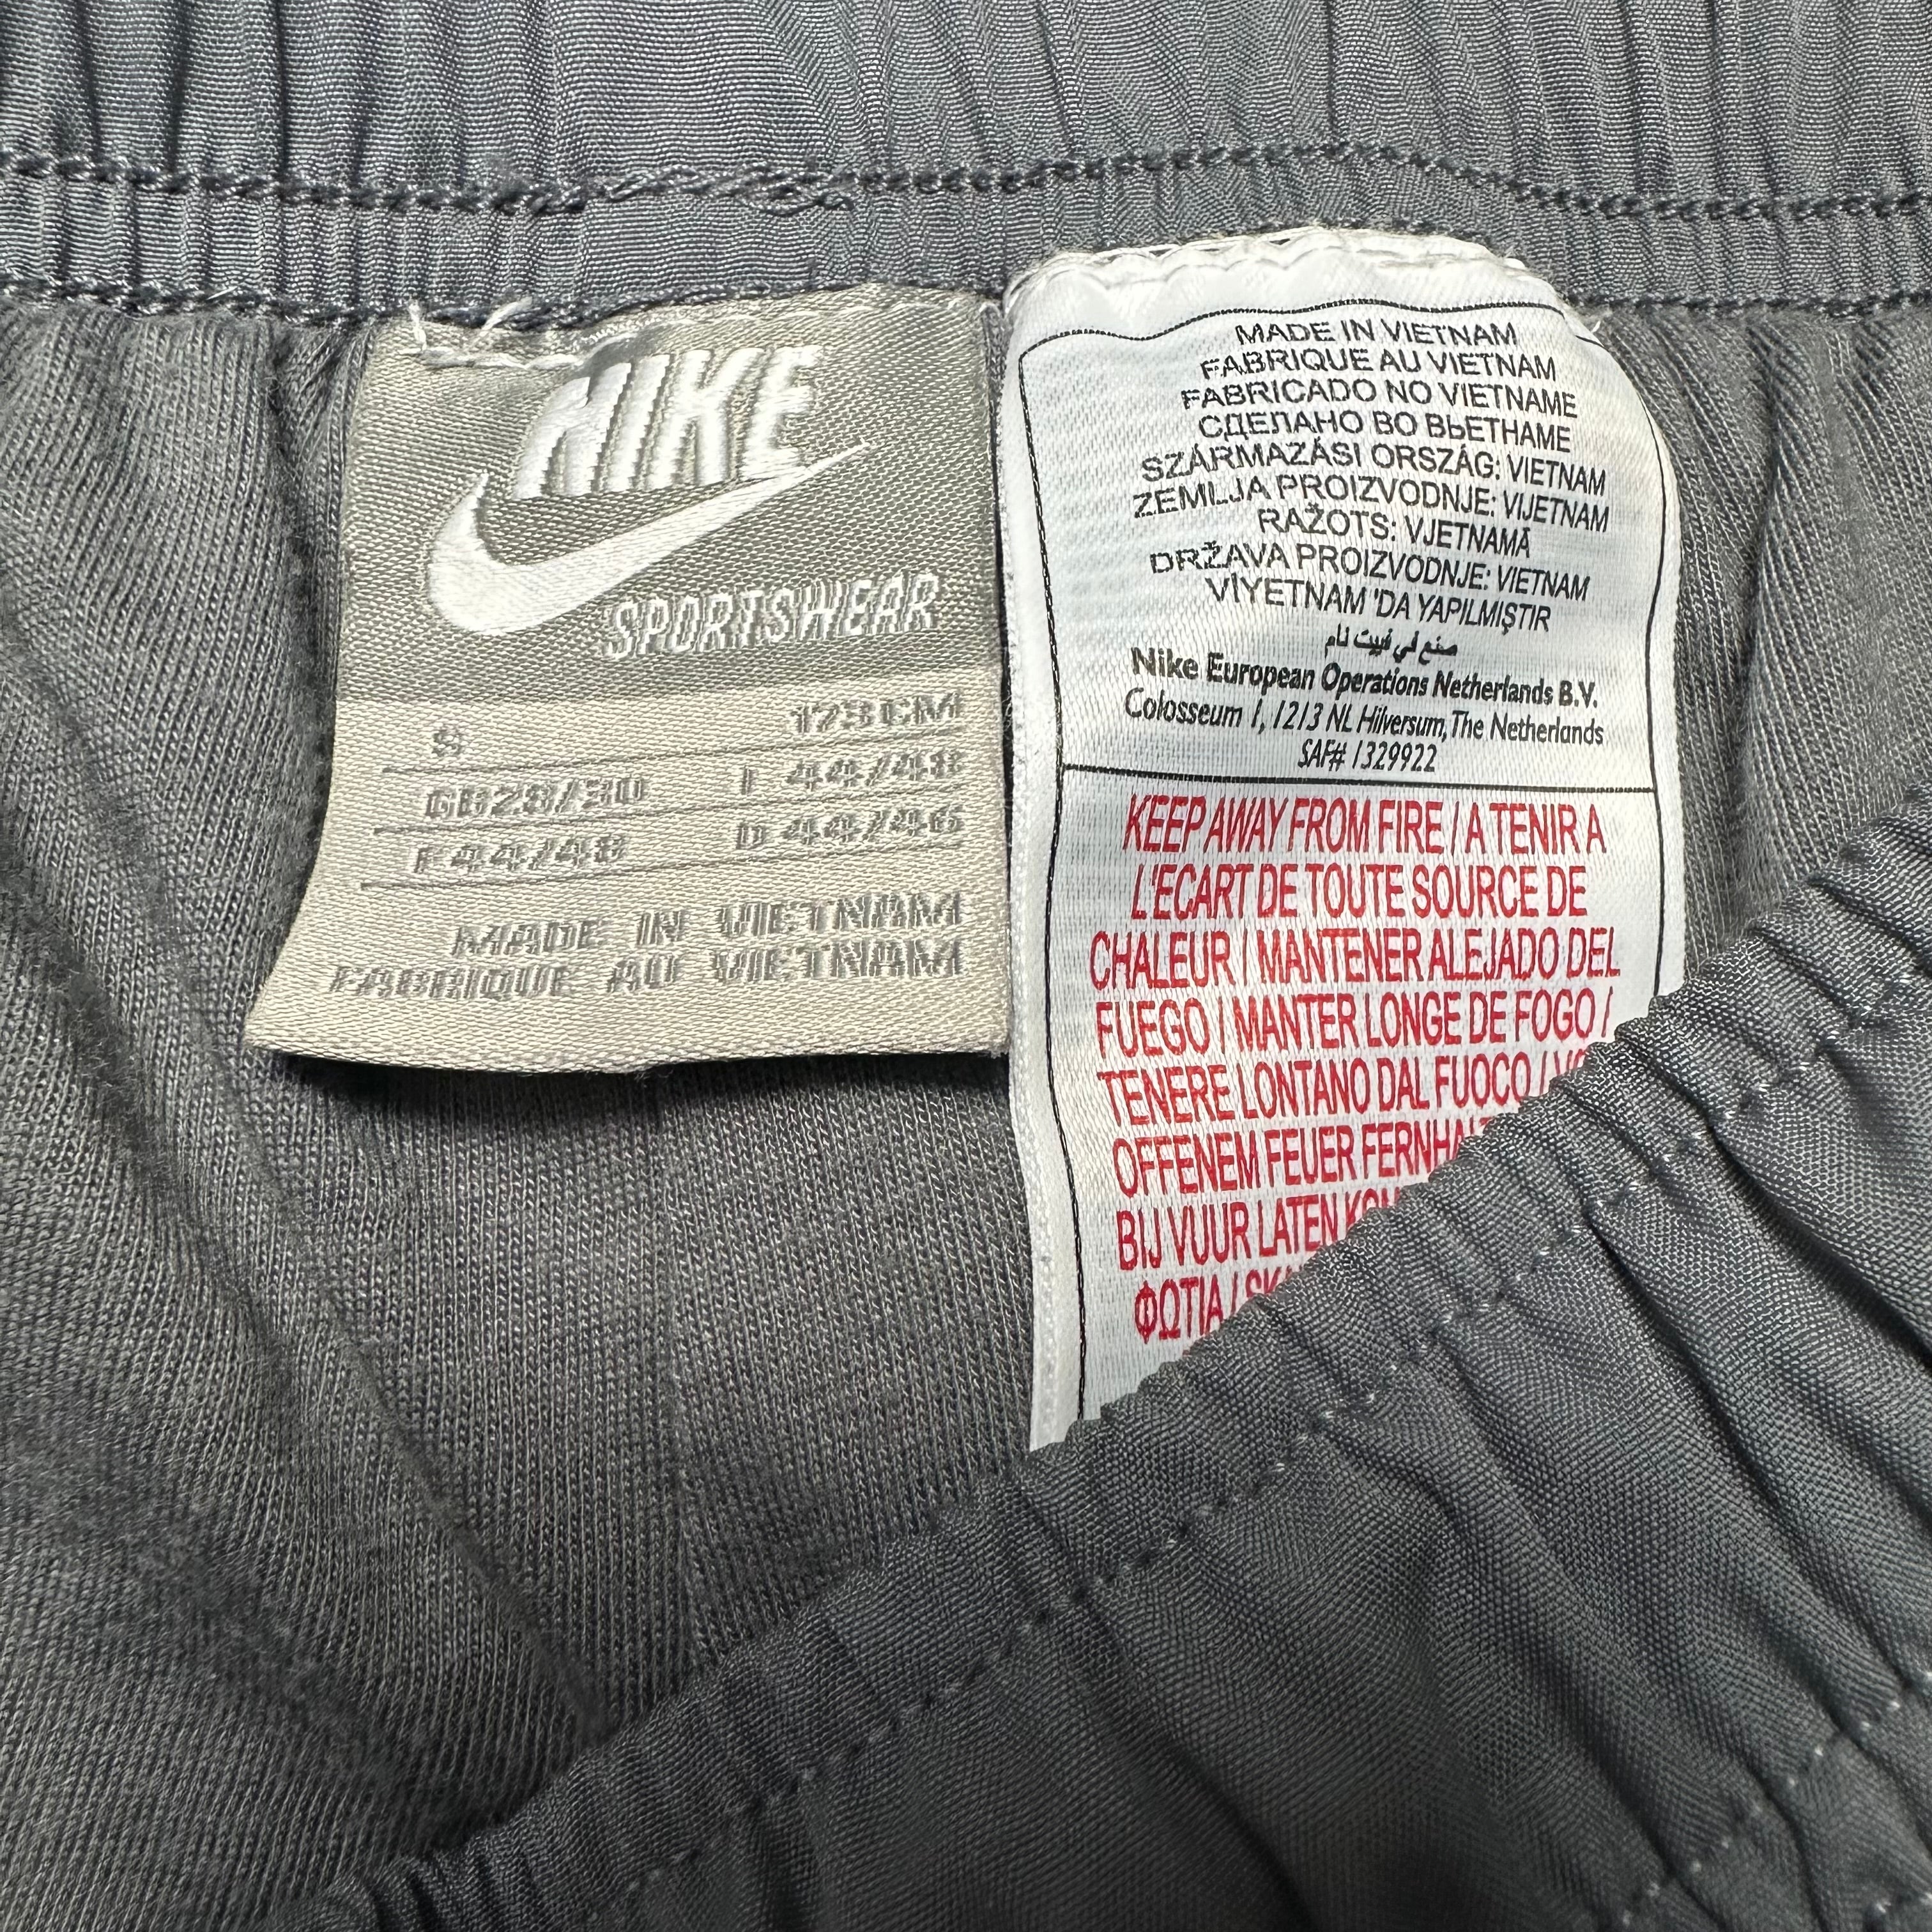 NIKE
SPORTSWEAR
S 173CM
GB28/30 I 44/48
F44/48 D 44/46
MADE IN VIETNAM
FABRIQUE AU VIETNAM
MADE IN VIETNAM
FABRIQUE AU VIETNAM
FABRICADO NO VIETNAME
СДЕЛАНО ВО ВЬЕТНАМЕ
SZÁRMAZÁSI ORSZÁG: VIETNAM
ZEMLJA PROIZVODNJE: VIJETNAM
RAŽOTS: VJETNAMĀ
DRŽAVA PROIZVODNJE: VIETNAM
VIYETNAM 'DA YAPILMIŞTIR
صنع في فييت نام
Nike European Operations Netherlands B.V.
Colosseum 1, 1213 NL Hilversum, The Netherlands
SAF# 1329922
KEEP AWAY FROM FIRE / A TENIR A
L'ECART DE TOUTE SOURCE DE
CHALEUR / MANTENER ALEJADO DEL
FUEGO / MANTER LONGE DE FOGO /
TENERE LONTANO DAL FUOCO /
OFFENEM FEUER
BIJ VUUR LATEN
ΦΩΤΙΑ /